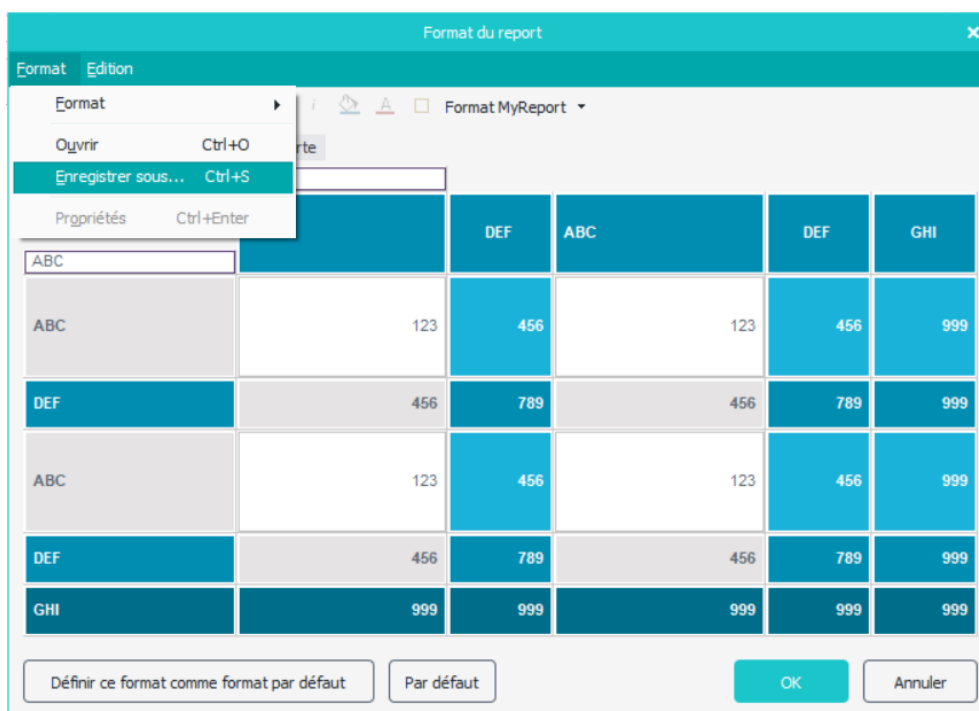 Format du report
Format Edition
Format
i A Format MyReport
Ouvrir Ctrl+O
rte
Enregistrer sous... Ctrl+S
Propriétés Ctrl+Enter
DEF ABC DEF GHI
ABC
ABC 123 456 123 456 999
DEF 456 789 456 789 999
ABC 123 456 123 456 999
DEF 456 789 456 789 999
GHI 999 999 999 999 999
Définir ce format comme format par défaut Par défaut OK Annuler